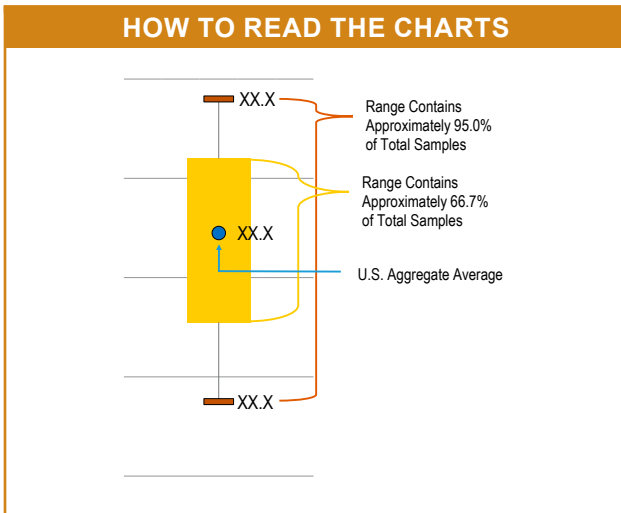 HOW TO READ THE CHARTS
XX.X
Range Contains
Approximately 95.0%
of Total Samples
Range Contains
Approximately 66.7%
of Total Samples
XX.X
U.S. Aggregate Average
XX.X